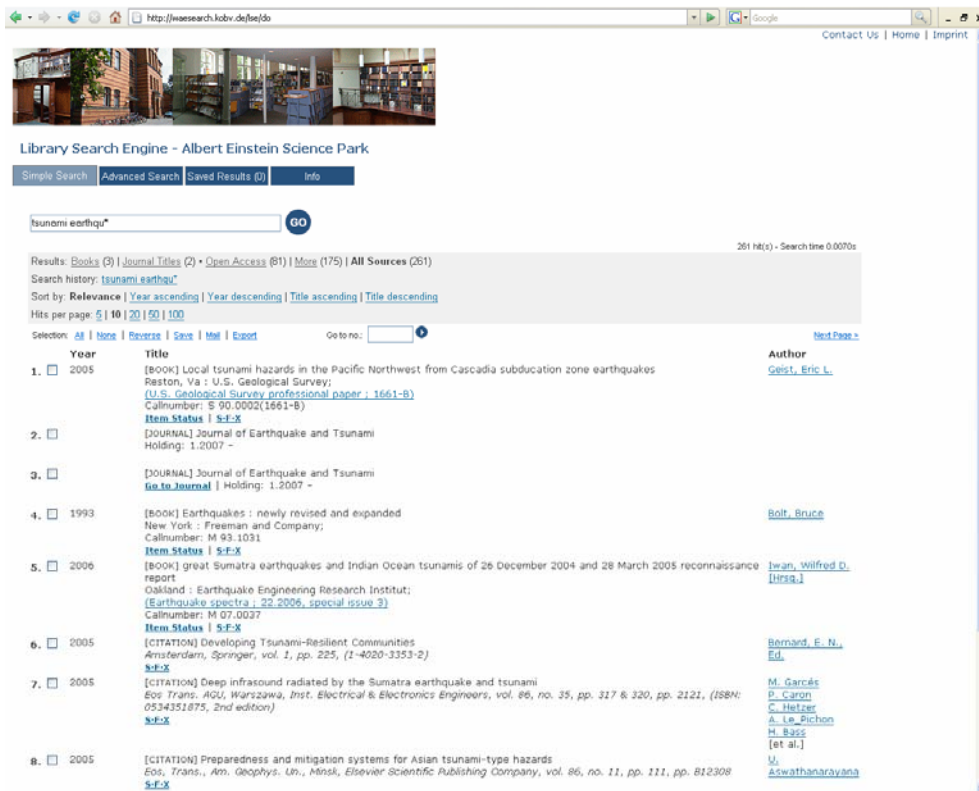 http://waesearch.kobv.de/lse/do
Google
Contact Us | Home | Imprint
Library Search Engine - Albert Einstein Science Park
Simple Search Advanced Search Saved Results (0) Info
tsunami earthqu* GO
261 hit(s) - Search time 0.0070s
Results: Books (3) | Journal Titles (2) • Open Access (81) | More (175) | All Sources (261)
Search history: tsunami earthqu*
Sort by: Relevance | Year ascending | Year descending | Title ascending | Title descending
Hits per page: 5 | 10 | 20 | 50 | 100
Selection: All | None | Reverse | Save | Mail | Export Go to no.: Next Page >
Year Title Author
1. 2005 [BOOK] Local tsunami hazards in the Pacific Northwest from Cascadia subducation zone earthquakes Geist, Eric L.
Reston, Va : U.S. Geological Survey;
(U.S. Geological Survey professional paper ; 1661-B)
Callnumber: S 90.0002(1661-B)
Item Status | S-F-X
2. [JOURNAL] Journal of Earthquake and Tsunami
Holding: 1.2007 -
3. [JOURNAL] Journal of Earthquake and Tsunami
Go to Journal | Holding: 1.2007 -
4. 1993 [BOOK] Earthquakes : newly revised and expanded Bolt, Bruce
New York : Freeman and Company;
Callnumber: M 93.1031
Item Status | S-F-X
5. 2006 [BOOK] great Sumatra earthquakes and Indian Ocean tsunamis of 26 December 2004 and 28 March 2005 reconnaissance Iwan, Wilfred D.
report [Hrsg.]
Oakland : Earthquake Engineering Research Institut;
(Earthquake spectra ; 22.2006, special issue 3)
Callnumber: M 07.0037
Item Status | S-F-X
6. 2005 [CITATION] Developing Tsunami-Resilient Communities Bernard, E. N.,
Amsterdam, Springer, vol. 1, pp. 225, (1-4020-3353-2) Ed.
S-F-X
7. 2005 [CITATION] Deep infrasound radiated by the Sumatra earthquake and tsunami M. Garcés
Eos Trans. AGU, Warszawa, Inst. Electrical & Electronics Engineers, vol. 86, no. 35, pp. 317 & 320, pp. 2121, (ISBN: P. Caron
0534351875, 2nd edition) C. Hetzer
S-F-X A. Le_Pichon
H. Bass
[et al.]
8. 2005 [CITATION] Preparedness and mitigation systems for Asian tsunami-type hazards U.
Eos, Trans., Am. Geophys. Un., Minsk, Elsevier Scientific Publishing Company, vol. 86, no. 11, pp. 111, pp. B12308 Aswathanarayana
S-F-X